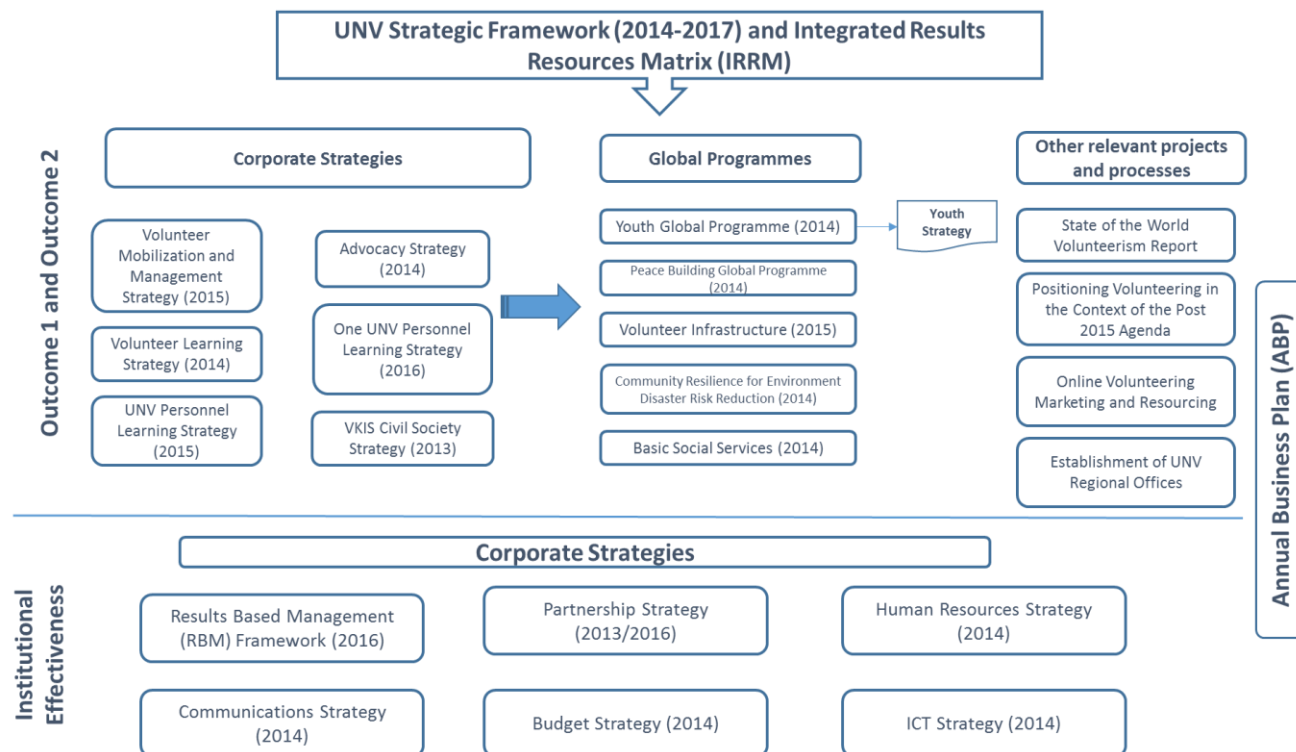 UNV Strategic Framework (2014-2017) and Integrated Results
Resources Matrix (IRRM)
Outcome 1 and Outcome 2
Corporate Strategies
Volunteer
Mobilization and
Management
Strategy (2015)
Volunteer Learning
Strategy (2014)
UNV Personnel
Learning Strategy
(2015)
Advocacy Strategy
(2014)
One UNV Personnel
Learning Strategy
(2016)
VKIS Civil Society
Strategy (2013)
Global Programmes
Youth Global Programme (2014)
Youth
Strategy
Peace Building Global Programme
(2014)
Volunteer Infrastructure (2015)
Community Resilience for Environment
Disaster Risk Reduction (2014)
Basic Social Services (2014)
Other relevant projects
and processes
State of the World
Volunteerism Report
Positioning Volunteering in
the Context of the Post
2015 Agenda
Online Volunteering
Marketing and Resourcing
Establishment of UNV
Regional Offices
Annual Business Plan (ABP)
Institutional
Effectiveness
Corporate Strategies
Results Based Management
(RBM) Framework (2016)
Partnership Strategy
(2013/2016)
Human Resources Strategy
(2014)
Communications Strategy
(2014)
Budget Strategy (2014)
ICT Strategy (2014)